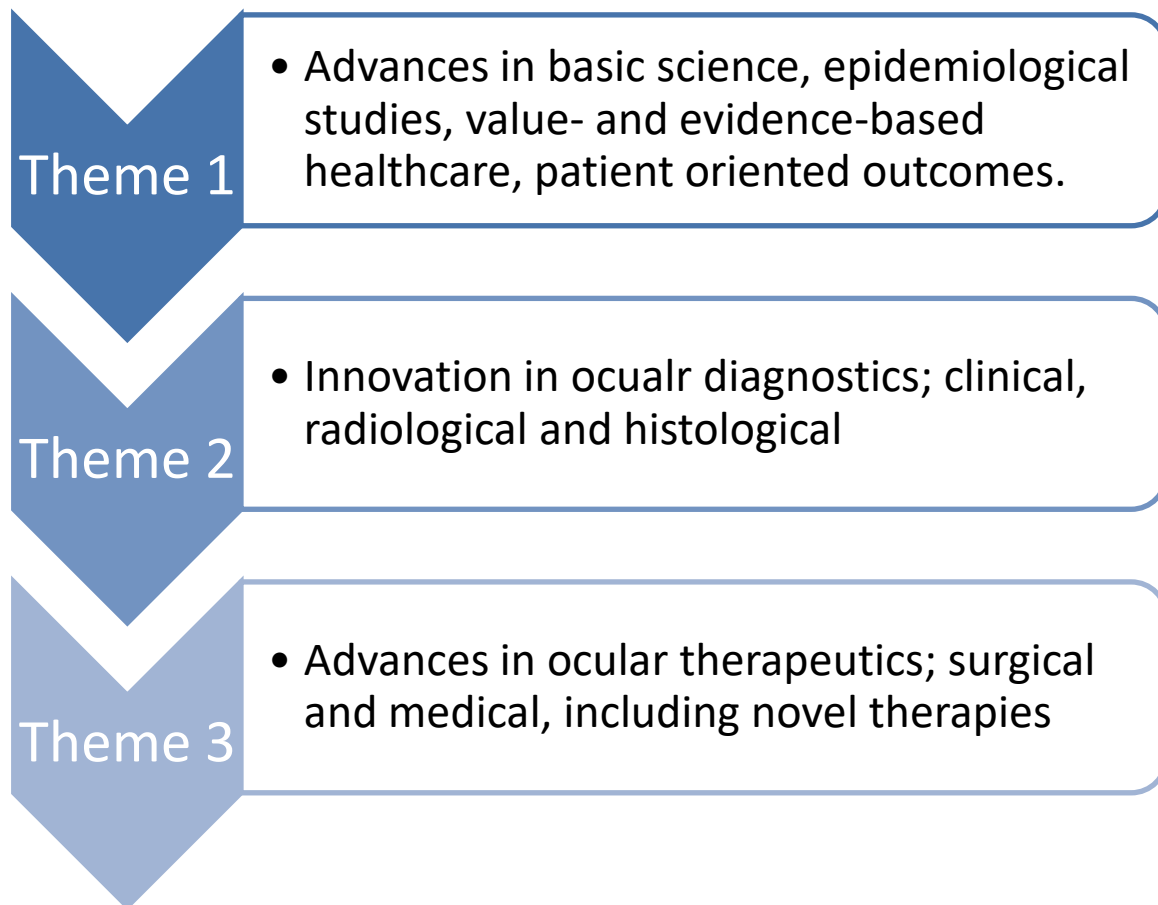 Theme 1
• Advances in basic science, epidemiological
studies, value- and evidence-based
healthcare, patient oriented outcomes.
Theme 2
• Innovation in ocualr diagnostics; clinical,
radiological and histological
Theme 3
• Advances in ocular therapeutics; surgical
and medical, including novel therapies